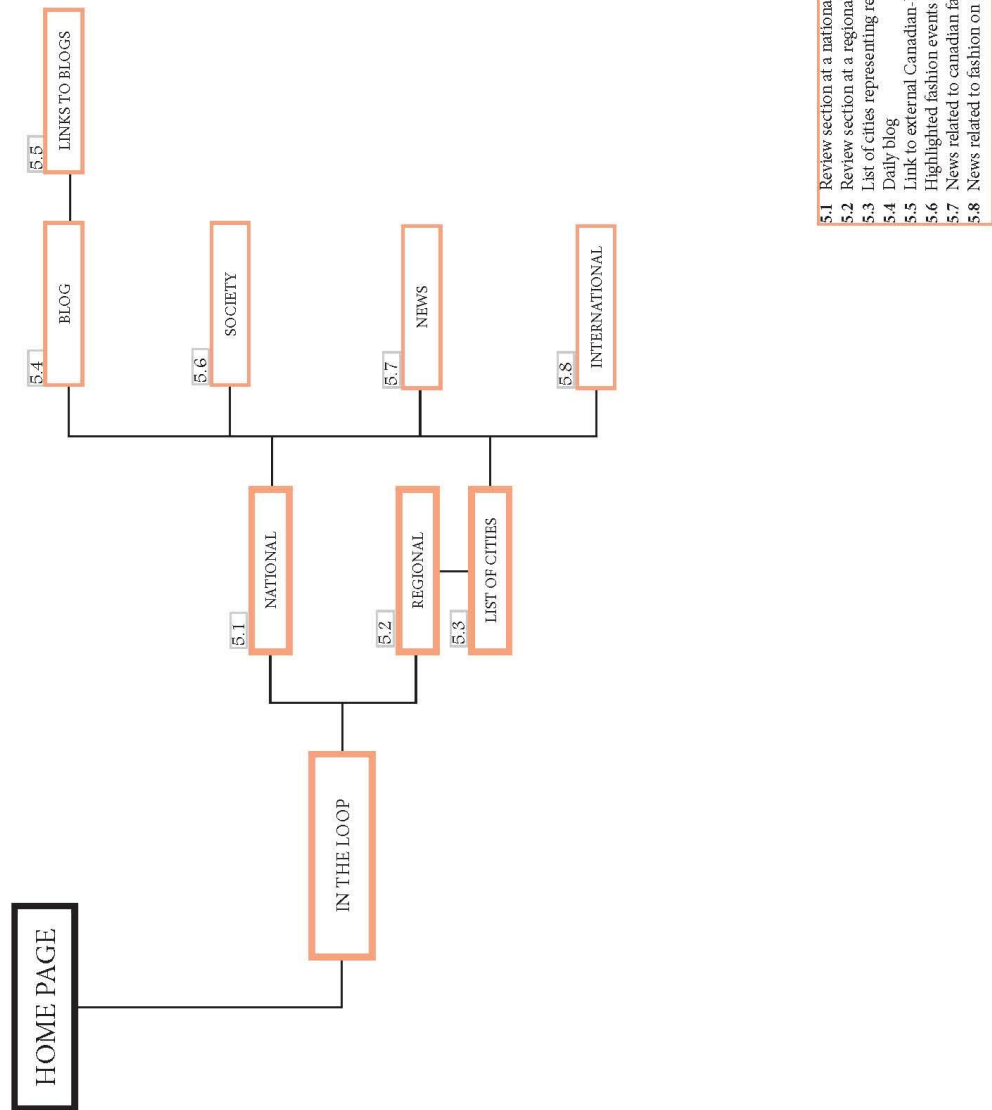 HOME PAGE
IN THE LOOP
5.1
NATIONAL
5.2
REGIONAL
5.3
LIST OF CITIES
5.4
BLOG
5.5
LINKS TO BLOGS
5.6
SOCIETY
5.7
NEWS
5.8
INTERNATIONAL
5.1 Review section at a national
5.2 Review section at a regional
5.3 List of cities representing
5.4 Daily blog
5.5 Link to external Canadian-
5.6 Highlighted fashion events
5.7 News related to canadian
5.8 News related to fashion on